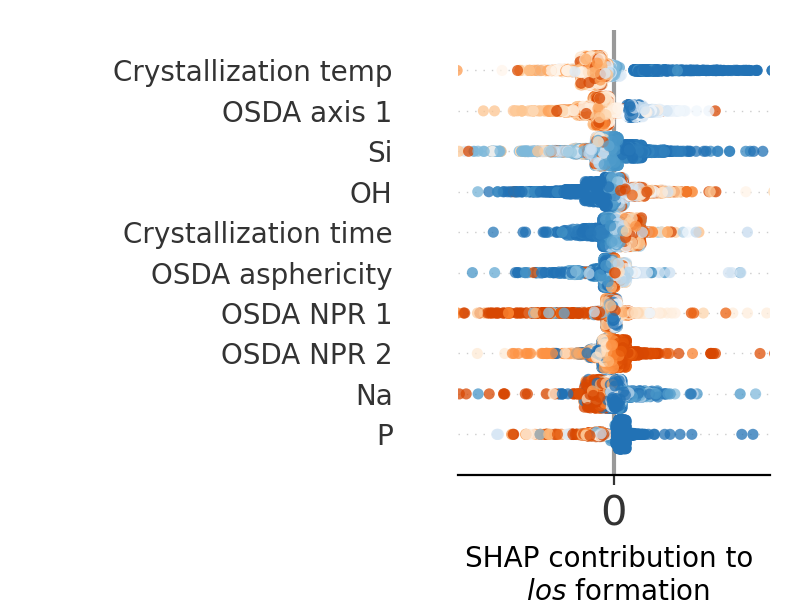 Crystallization temp
OSDA axis 1
Si
OH
Crystallization time
OSDA asphericity
OSDA NPR 1
OSDA NPR 2
Na
P
0
SHAP contribution to
los formation